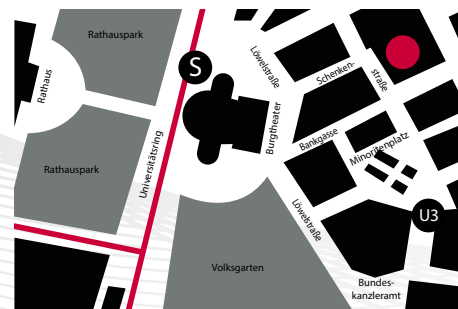 Rathauspark
Rathaus
S
Löwelstraße
Schenken-
straße
Burgtheater
Bankgasse
Minoritenplatz
Universitätsring
Rathauspark
Löwelstraße
U3
Volksgarten
Bundes-
kanzleramt